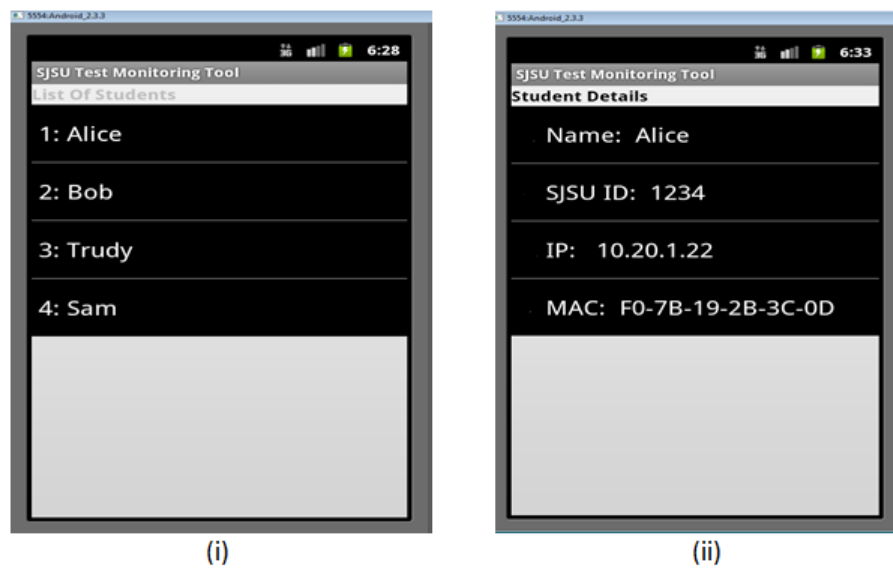 5554:Android_2.3.3
3G 6:28
SJSU Test Monitoring Tool
List Of Students
1: Alice
2: Bob
3: Trudy
4: Sam
(i)
5554:Android_2.3.3
3G 6:33
SJSU Test Monitoring Tool
Student Details
Name: Alice
SJSU ID: 1234
IP: 10.20.1.22
MAC: F0-7B-19-2B-3C-0D
(ii)